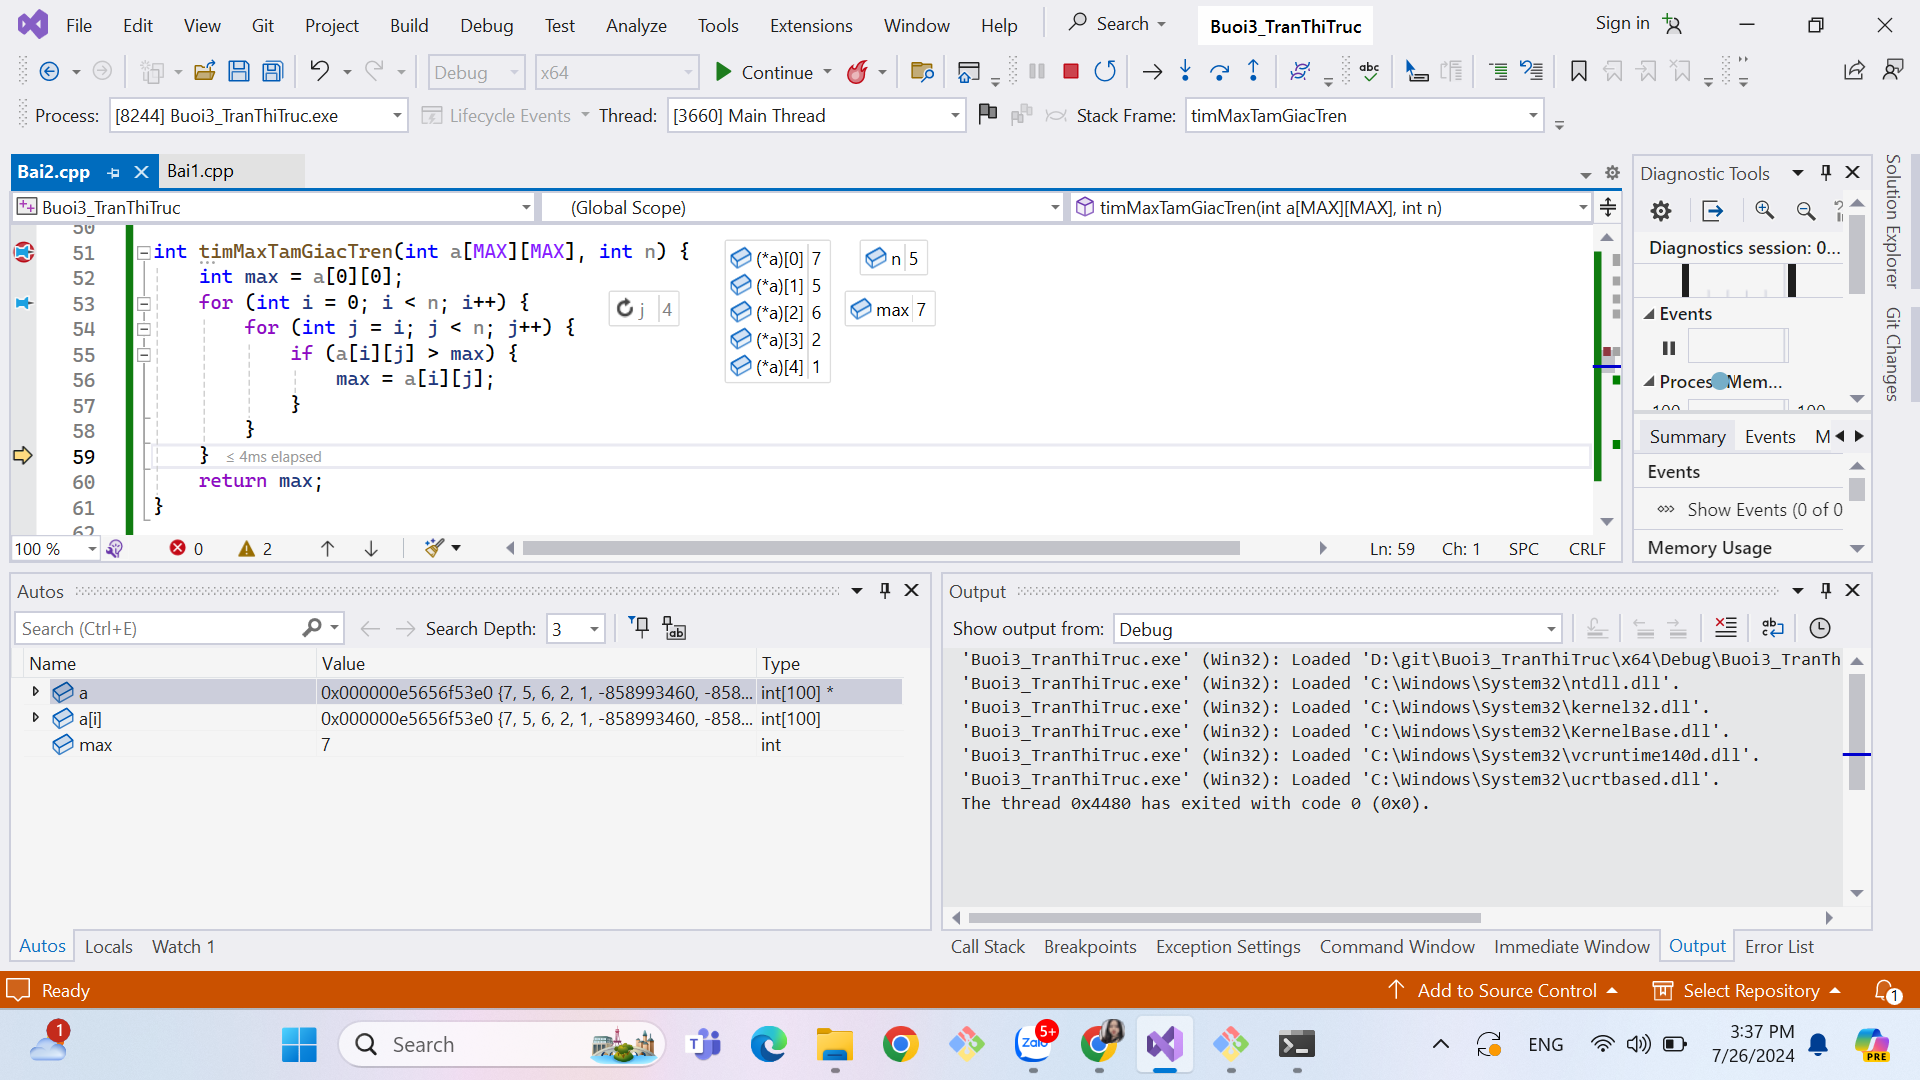 File Edit View Git Project Build Debug Test Analyze Tools Extensions Window Help Search Buoi3_TranThiTruc Sign in
Debug x64 Continue
Process: [8244] Buoi3_TranThiTruc.exe Lifecycle Events Thread: [3660] Main Thread Stack Frame: timMaxTamGiacTren
Bai2.cpp Bai1.cpp
Buoi3_TranThiTruc (Global Scope) timMaxTamGiacTren(int a[MAX][MAX], int n)
50
51 int timMaxTamGiacTren(int a[MAX][MAX], int n) {
52 int max = a[0][0];
53 for (int i = 0; i < n; i++) {
54 for (int j = i; j < n; j++) {
55 if (a[i][j] > max) {
56 max = a[i][j];
57 }
58 }
59 } ≤ 4ms elapsed
60 return max;
61 }
62
j 4
(*a)[0] 7
(*a)[1] 5
(*a)[2] 6
(*a)[3] 2
(*a)[4] 1
n 5
max 7
100 % 0 2 Ln: 59 Ch: 1 SPC CRLF
Diagnostic Tools
Diagnostics session: 0...
Events
Process Mem...
100 100
Summary Events M
Events
Show Events (0 of 0
Memory Usage
Solution Explorer
Git Changes
Autos
Search (Ctrl+E) Search Depth: 3
Name Value Type
a 0x000000e5656f53e0 {7, 5, 6, 2, 1, -858993460, -858... int[100] *
a[i] 0x000000e5656f53e0 {7, 5, 6, 2, 1, -858993460, -858... int[100]
max 7 int
Autos Locals Watch 1
Output
Show output from: Debug
'Buoi3_TranThiTruc.exe' (Win32): Loaded 'D:\git\Buoi3_TranThiTruc\x64\Debug\Buoi3_TranTh
'Buoi3_TranThiTruc.exe' (Win32): Loaded 'C:\Windows\System32\ntdll.dll'.
'Buoi3_TranThiTruc.exe' (Win32): Loaded 'C:\Windows\System32\kernel32.dll'.
'Buoi3_TranThiTruc.exe' (Win32): Loaded 'C:\Windows\System32\KernelBase.dll'.
'Buoi3_TranThiTruc.exe' (Win32): Loaded 'C:\Windows\System32\vcruntime140d.dll'.
'Buoi3_TranThiTruc.exe' (Win32): Loaded 'C:\Windows\System32\ucrtbased.dll'.
The thread 0x4480 has exited with code 0 (0x0).
Call Stack Breakpoints Exception Settings Command Window Immediate Window Output Error List
Ready Add to Source Control Select Repository 1
1 Search Zalo 5+ ENG 3:37 PM
7/26/2024
PRE